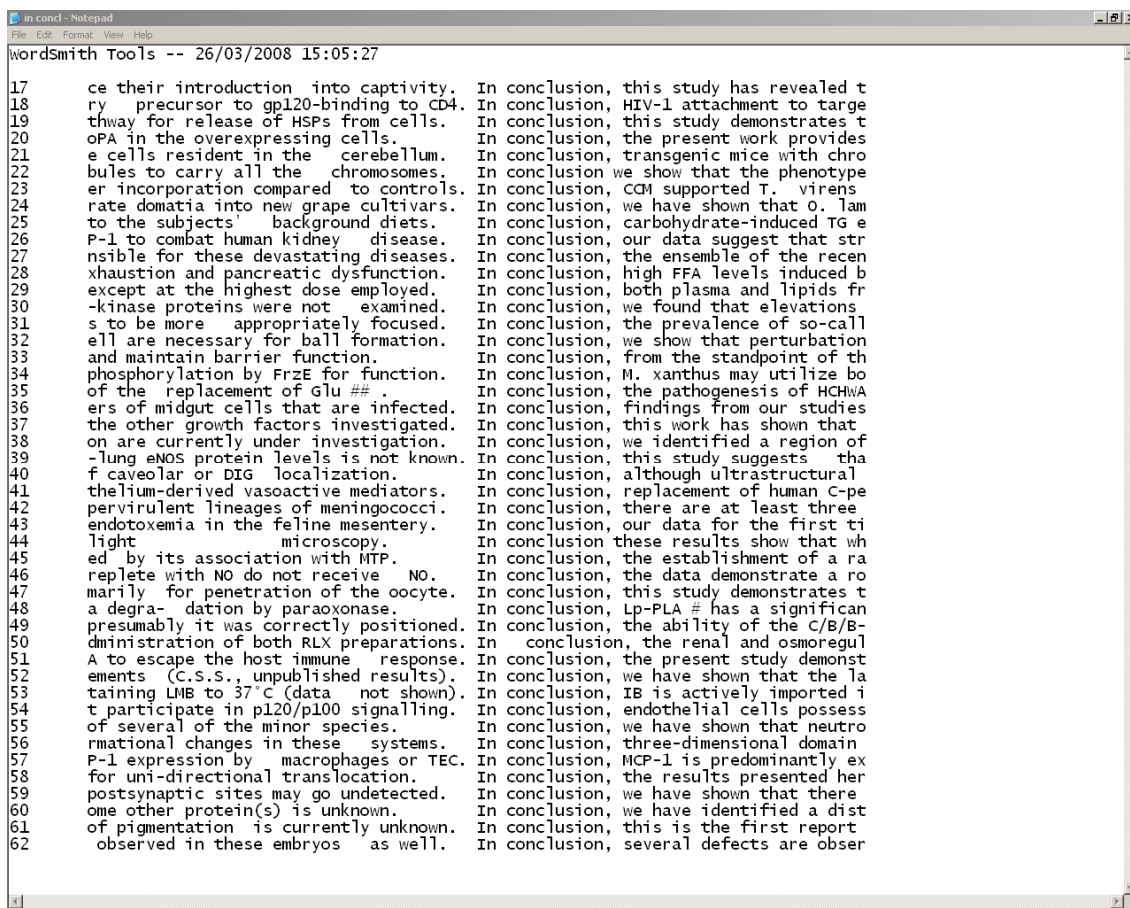 in concl - Notepad
File Edit Format View Help
WordSmith Tools -- 26/03/2008 15:05:27
17 ce their introduction into captivity. In conclusion, this study has revealed t
18 ry precursor to gp120-binding to CD4. In conclusion, HIV-1 attachment to targe
19 thway for release of HSPs from cells. In conclusion, this study demonstrates t
20 oPA in the overexpressing cells. In conclusion, the present work provides
21 e cells resident in the cerebellum. In conclusion, transgenic mice with chro
22 bules to carry all the chromosomes. In conclusion we show that the phenotype
23 er incorporation compared to controls. In conclusion, CCM supported T. virens
24 rate domatia into new grape cultivars. In conclusion, we have shown that O. lam
25 to the subjects' background diets. In conclusion, carbohydrate-induced TG e
26 P-1 to combat human kidney disease. In conclusion, our data suggest that str
27 nsible for these devastating diseases. In conclusion, the ensemble of the recen
28 xhaustion and pancreatic dysfunction. In conclusion, high FFA levels induced b
29 except at the highest dose employed. In conclusion, both plasma and lipids fr
30 -kinase proteins were not examined. In conclusion, we found that elevations
31 s to be more appropriately focused. In conclusion, the prevalence of so-call
32 ell are necessary for ball formation. In conclusion, we show that perturbation
33 and maintain barrier function. In conclusion, from the standpoint of th
34 phosphorylation by FrzE for function. In conclusion, M. xanthus may utilize bo
35 of the replacement of Glu ## . In conclusion, the pathogenesis of HCHWA
36 ers of midgut cells that are infected. In conclusion, findings from our studies
37 the other growth factors investigated. In conclusion, this work has shown that
38 on are currently under investigation. In conclusion, we identified a region of
39 -lung eNOS protein levels is not known. In conclusion, this study suggests tha
40 f caveolar or DIG localization. In conclusion, although ultrastructural
41 thelium-derived vasoactive mediators. In conclusion, replacement of human C-pe
42 pervirulent lineages of meningococci. In conclusion, there are at least three
43 endotoxemia in the feline mesentery. In conclusion, our data for the first ti
44 light microscopy. In conclusion these results show that wh
45 ed by its association with MTP. In conclusion, the establishment of a ra
46 replete with NO do not receive NO. In conclusion, the data demonstrate a ro
47 marily for penetration of the oocyte. In conclusion, this study demonstrates t
48 a degra- dation by paraoxonase. In conclusion, Lp-PLA # has a significan
49 presumably it was correctly positioned. In conclusion, the ability of the C/B/B-
50 dministration of both RLX preparations. In conclusion, the renal and osmoregul
51 A to escape the host immune response. In conclusion, the present study demonst
52 ements (C.S.S., unpublished results). In conclusion, we have shown that the la
53 taining LMB to 37°C (data not shown). In conclusion, IB is actively imported i
54 t participate in p120/p100 signalling. In conclusion, endothelial cells possess
55 of several of the minor species. In conclusion, we have shown that neutro
56 rmational changes in these systems. In conclusion, three-dimensional domain
57 P-1 expression by macrophages or TEC. In conclusion, MCP-1 is predominantly ex
58 for uni-directional translocation. In conclusion, the results presented her
59 postsynaptic sites may go undetected. In conclusion, we have shown that there
60 ome other protein(s) is unknown. In conclusion, we have identified a dist
61 of pigmentation is currently unknown. In conclusion, this is the first report
62 observed in these embryos as well. In conclusion, several defects are obser